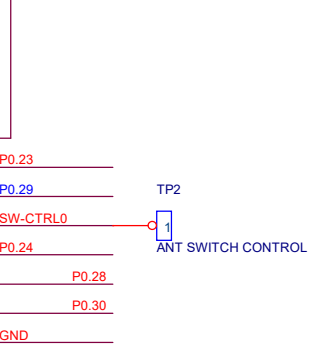 P0.23
P0.29
TP2
SW-CTRL0
1
P0.24
ANT SWITCH CONTROL
P0.28
P0.30
GND